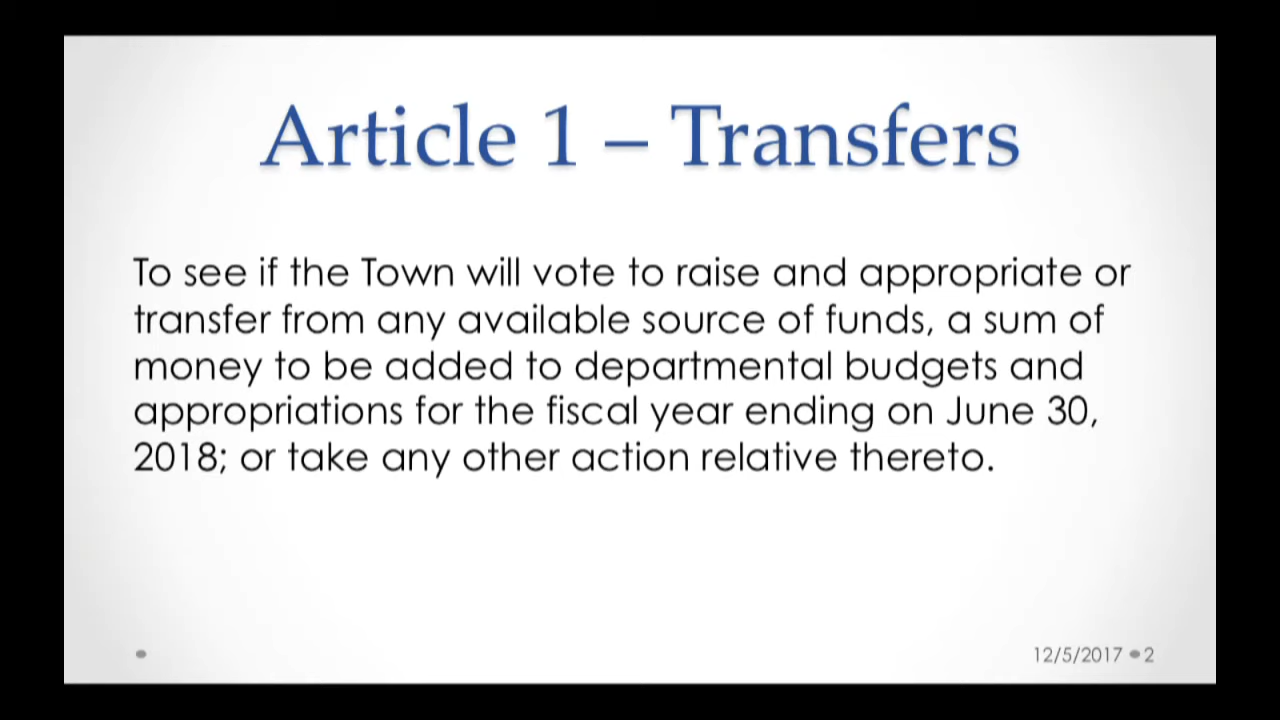 Article 1 – Transfers
To see if the Town will vote to raise and appropriate or
transfer from any available source of funds, a sum of
money to be added to departmental budgets and
appropriations for the fiscal year ending on June 30,
2018; or take any other action relative thereto.
12/5/2017 • 2